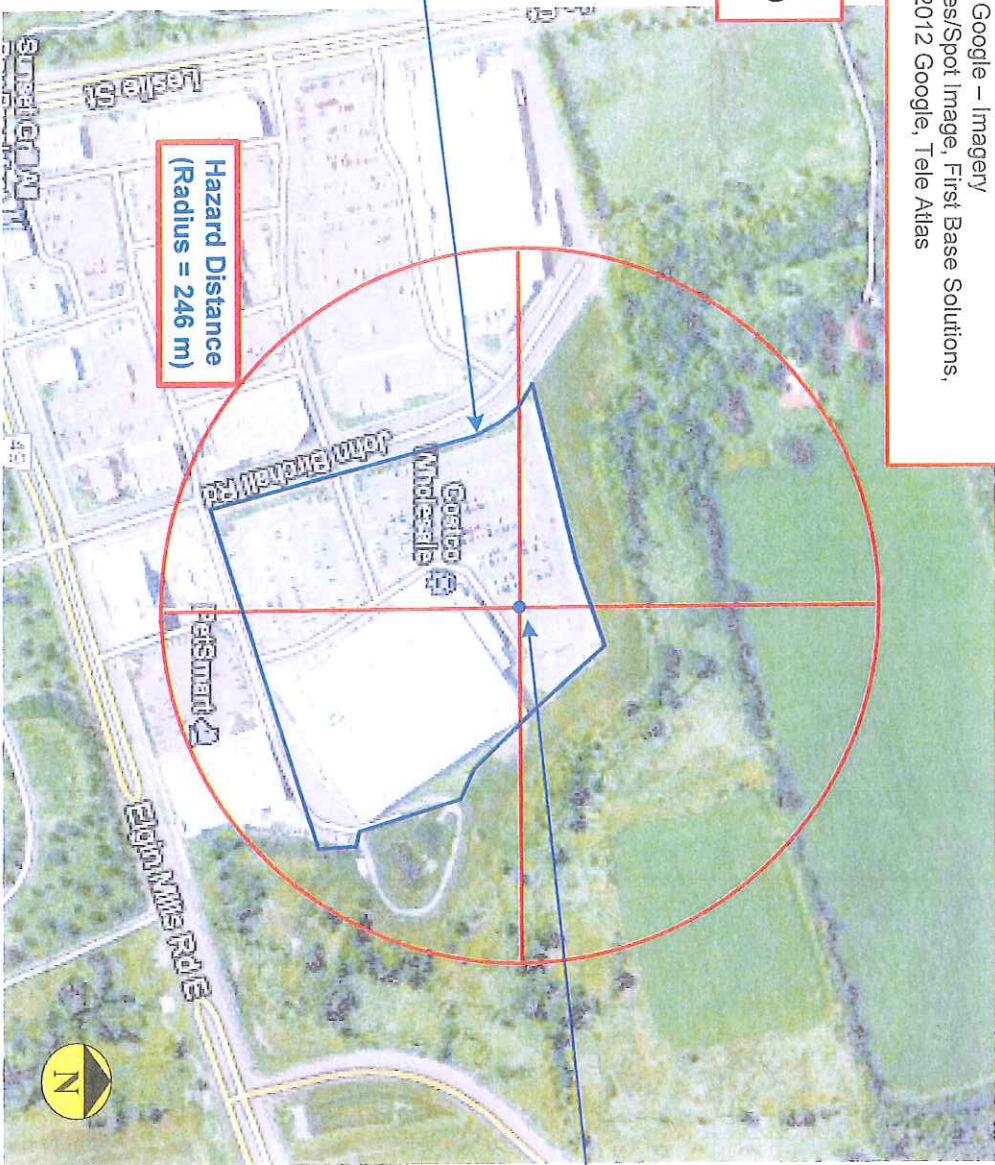 Google – Imagery
es/Spot Image, First Base Solutions,
2012 Google, Tele Atlas
Leslie St
Hazard Distance
(Radius = 246 m)
John Birchall Rd
Costco
Wholesale
PetSmart
Elgin Mills Rd E
N